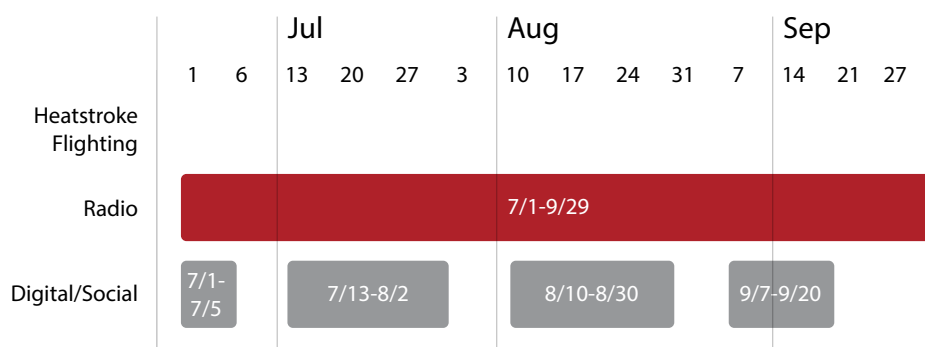 Jul Aug Sep
1 6 13 20 27 3 10 17 24 31 7 14 21 27
Heatstroke
Flighting
Radio 7/1-9/29
Digital/Social
7/1-
7/5
7/13-8/2 8/10-8/30 9/7-9/20